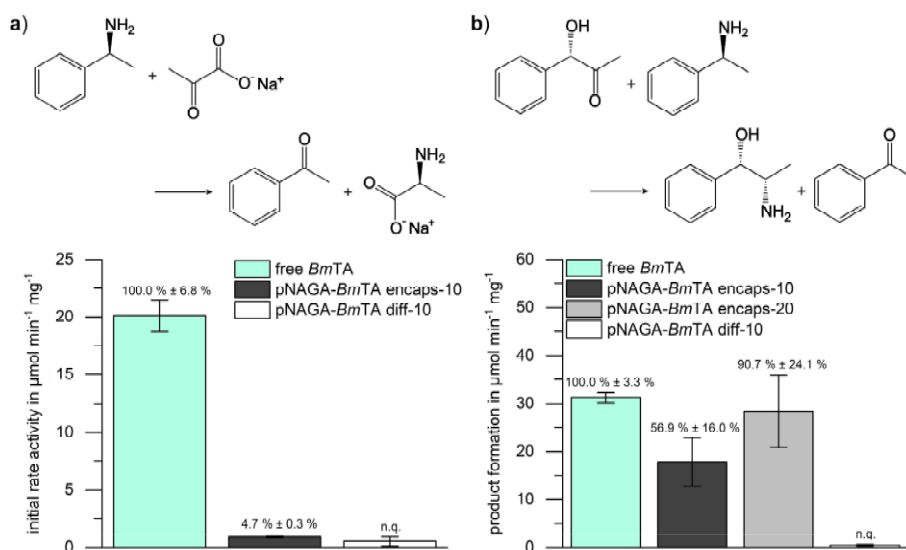 a)
NH2
+
O
O
O- Na+
O
+
NH2
O
O- Na+
initial rate activity in µmol min-1 mg-1
25
20
15
10
5
0
free BmTA
pNAGA-BmTA encaps-10
pNAGA-BmTA diff-10
100.0 % ± 6.8 %
4.7 % ± 0.3 %
n.q.
b)
OH
O
+
NH2
OH
NH2
+
O
product formation in µmol min-1 mg-1
60
50
40
30
20
10
0
free BmTA
pNAGA-BmTA encaps-10
pNAGA-BmTA encaps-20
pNAGA-BmTA diff-10
100.0 % ± 3.3 %
56.9 % ± 16.0 %
90.7 % ± 24.1 %
n.q.